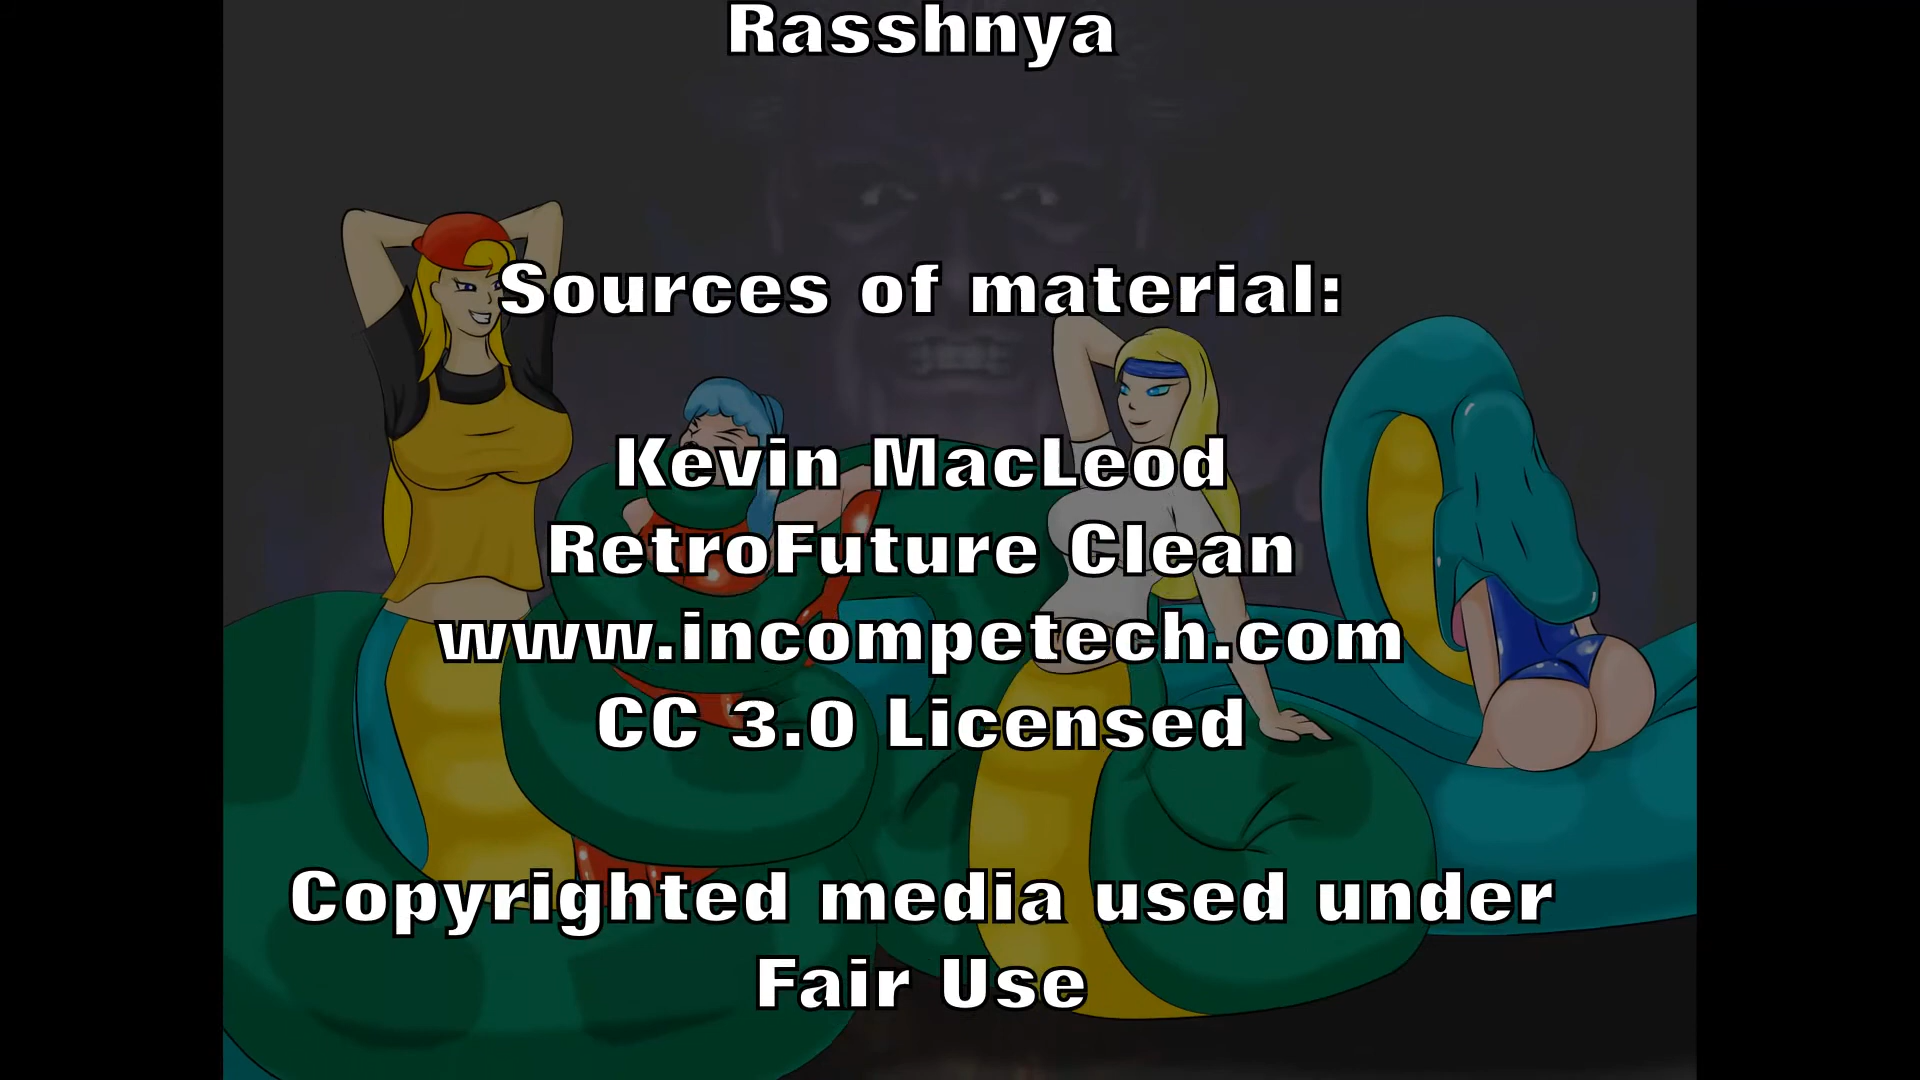 Rasshnya
Sources of material:
Kevin MacLeod
RetroFuture Clean
www.incompetech.com
CC 3.0 Licensed
Copyrighted media used under
Fair Use